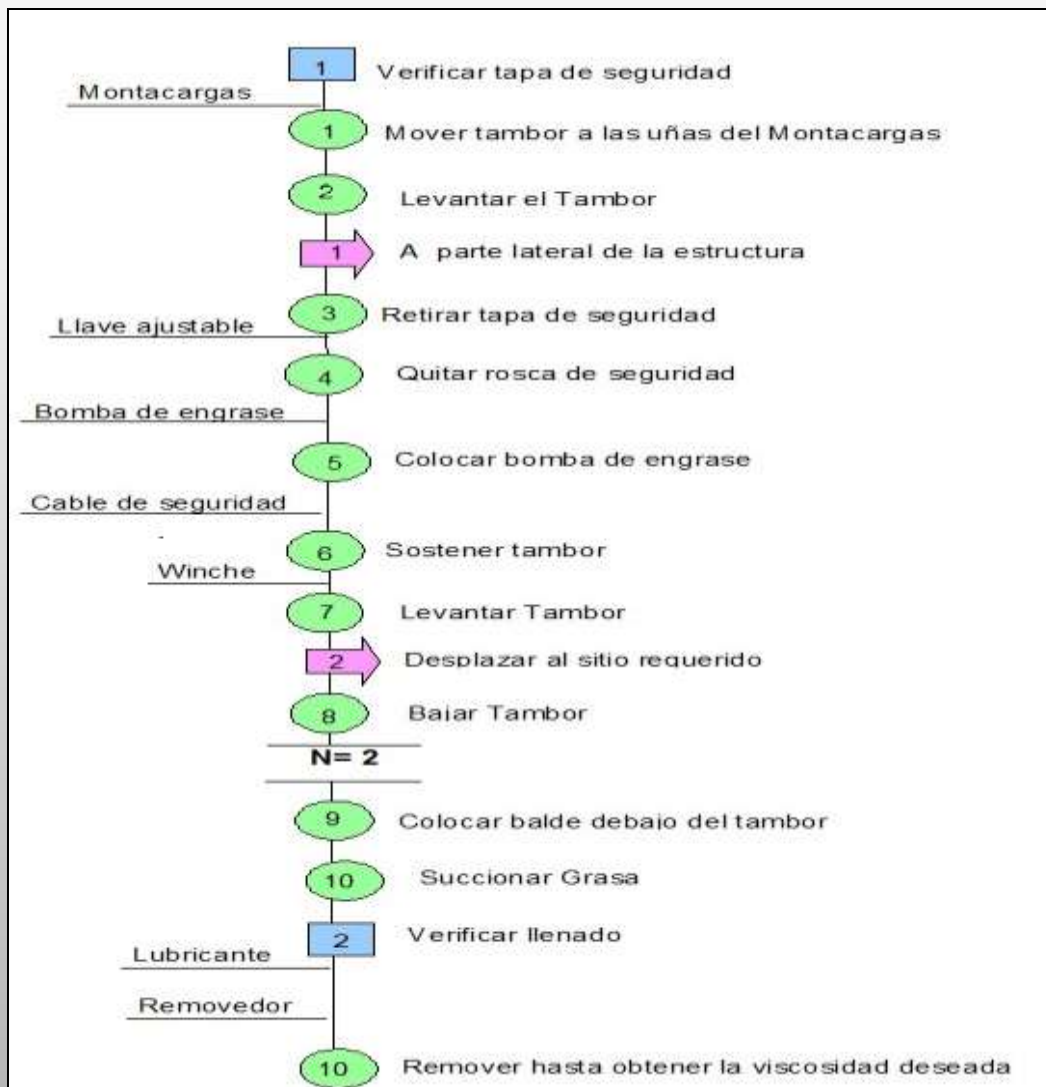 1 Verificar tapa de seguridad
Montacargas
1 Mover tambor a las uñas del Montacargas
2 Levantar el Tambor
1 A parte lateral de la estructura
3 Retirar tapa de seguridad
Llave ajustable
4 Quitar rosca de seguridad
Bomba de engrase
5 Colocar bomba de engrase
Cable de seguridad
6 Sostener tambor
Winche
7 Levantar Tambor
2 Desplazar al sitio requerido
8 Bajar Tambor
N= 2
9 Colocar balde debajo del tambor
10 Succionar Grasa
2 Verificar llenado
Lubricante
Removedor
10 Remover hasta obtener la viscosidad deseada